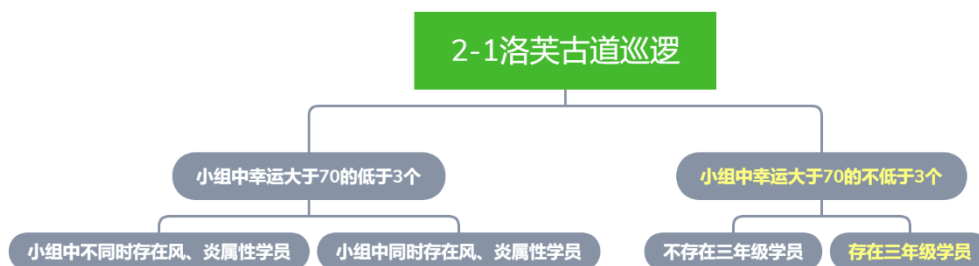 2-1洛芙古道巡逻
小组中幸运大于70的低于3个
小组中幸运大于70的不低于3个
小组中不同时存在风、炎属性学员
小组中同时存在风、炎属性学员
不存在三年级学员
存在三年级学员